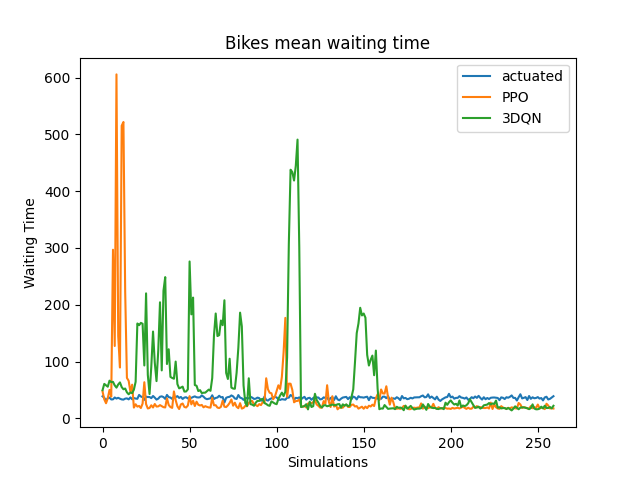 Bikes mean waiting time
actuated
PPO
3DQN
Waiting Time
600
500
400
300
200
100
0
0 50 100 150 200 250
Simulations